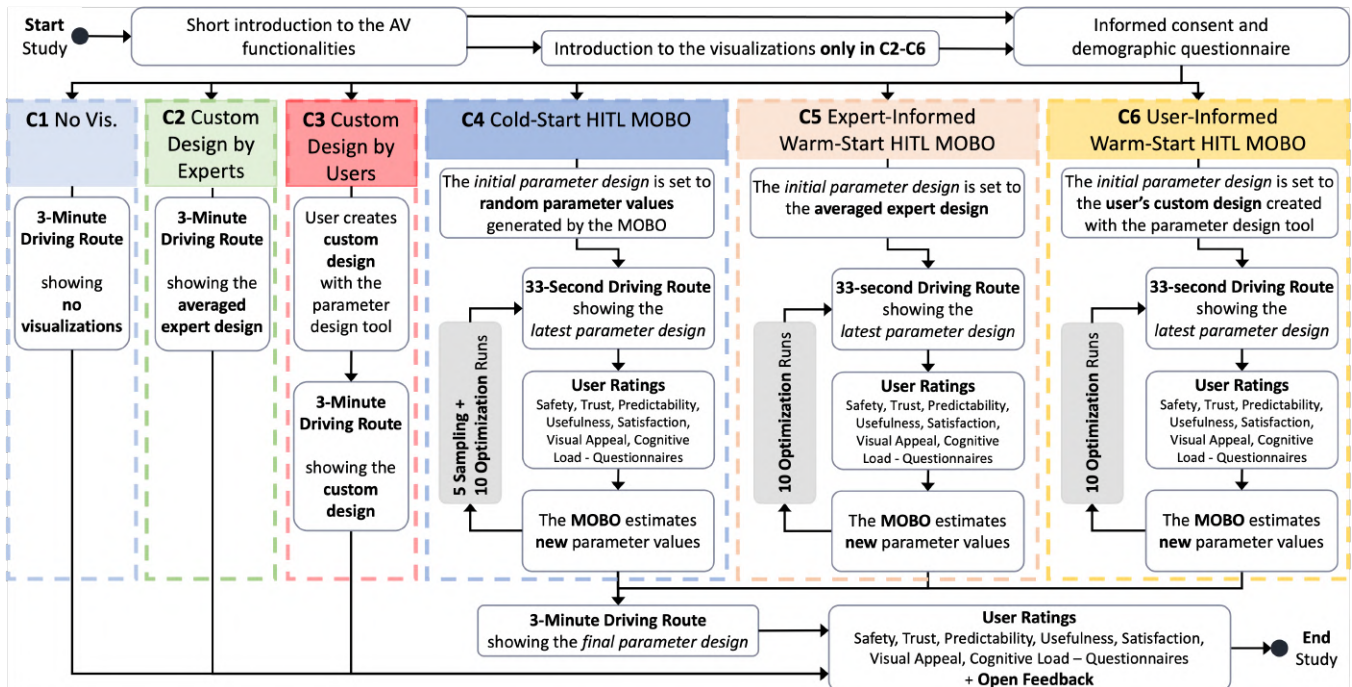 Start
Study
Short introduction to the AV
functionalities
Introduction to the visualizations only in C2-C6
Informed consent and
demographic questionnaire
C1 No Vis.
3-Minute
Driving Route
showing
no
visualizations
C2 Custom
Design by
Experts
3-Minute
Driving Route
showing the
averaged
expert design
C3 Custom
Design by
Users
User creates
custom
design
with the
parameter
design tool
3-Minute
Driving Route
showing the
custom
design
C4 Cold-Start HITL MOBO
The initial parameter design is set to
random parameter values
generated by the MOBO
33-Second Driving Route
showing the
latest parameter design
User Ratings
Safety, Trust, Predictability,
Usefulness, Satisfaction,
Visual Appeal, Cognitive
Load - Questionnaires
The MOBO estimates
new parameter values
5 Sampling +
10 Optimization Runs
C5 Expert-Informed
Warm-Start HITL MOBO
The initial parameter design is set to
the averaged expert design
33-second Driving Route
showing the
latest parameter design
User Ratings
Safety, Trust, Predictability,
Usefulness, Satisfaction,
Visual Appeal, Cognitive
Load - Questionnaires
The MOBO estimates
new parameter values
10 Optimization Runs
C6 User-Informed
Warm-Start HITL MOBO
The initial parameter design is set to
the user's custom design created
with the parameter design tool
33-second Driving Route
showing the
latest parameter design
User Ratings
Safety, Trust, Predictability,
Usefulness, Satisfaction,
Visual Appeal, Cognitive
Load - Questionnaires
The MOBO estimates
new parameter values
10 Optimization Runs
3-Minute Driving Route
showing the final parameter design
User Ratings
Safety, Trust, Predictability, Usefulness, Satisfaction,
Visual Appeal, Cognitive Load – Questionnaires
+ Open Feedback
End
Study